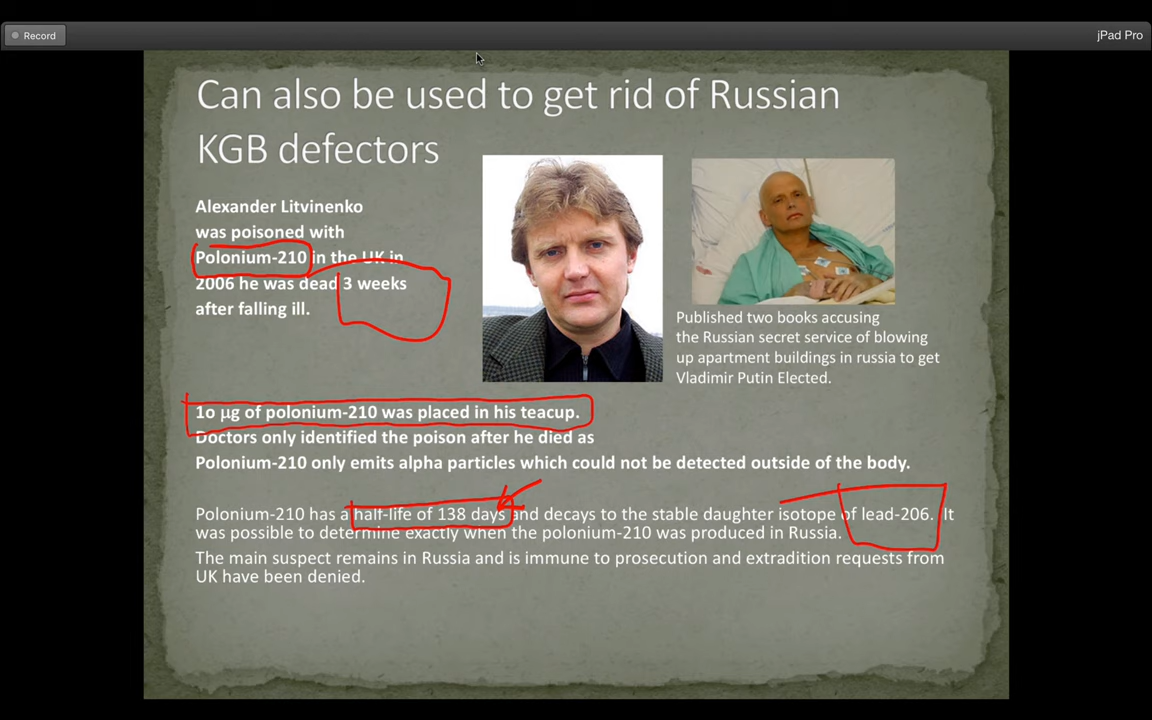 Record
jPad Pro
Can also be used to get rid of Russian
KGB defectors
Alexander Litvinenko
was poisoned with
Polonium-210 in the UK in
2006 he was dead 3 weeks
after falling ill.
Published two books accusing
the Russian secret service of blowing
up apartment buildings in russia to get
Vladimir Putin Elected.
1o µg of polonium-210 was placed in his teacup.
Doctors only identified the poison after he died as
Polonium-210 only emits alpha particles which could not be detected outside of the body.
Polonium-210 has a half-life of 138 days and decays to the stable daughter isotope of lead-206. It
was possible to determine exactly when the polonium-210 was produced in Russia.
The main suspect remains in Russia and is immune to prosecution and extradition requests from
UK have been denied.